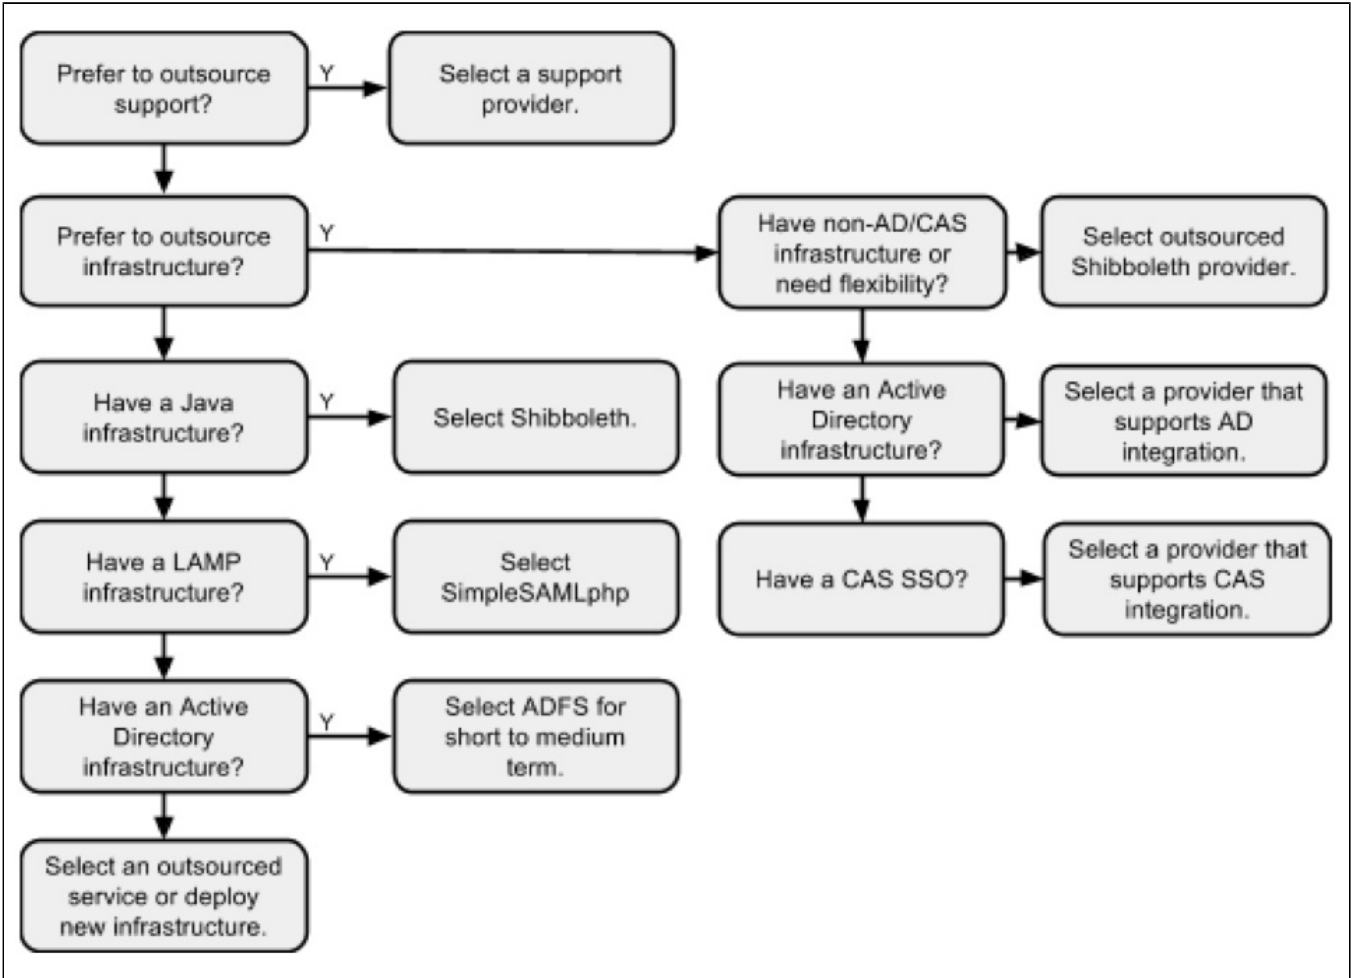 Prefer to outsource
support?
Y
Select a support
provider.
Prefer to outsource
infrastructure?
Y
Have non-AD/CAS
infrastructure or
need flexibility?
Select outsourced
Shibboleth provider.
Have a Java
infrastructure?
Y
Select Shibboleth.
Have an Active
Directory
infrastructure?
Select a provider that
supports AD
integration.
Have a LAMP
infrastructure?
Y
Select
SimpleSAMLphp
Have a CAS SSO?
Select a provider that
supports CAS
integration.
Have an Active
Directory
infrastructure?
Y
Select ADFS for
short to medium
term.
Select an outsourced
service or deploy
new infrastructure.